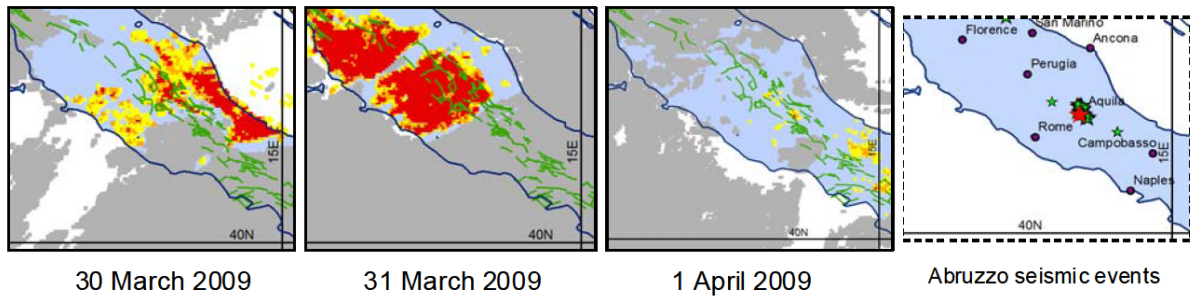 15E
40N
30 March 2009
15E
40N
31 March 2009
15E
40N
1 April 2009
San Marino
Florence
Ancona
Perugia
Aquila
Rome
Campobasso
15E
Naples
40N
Abruzzo seismic events